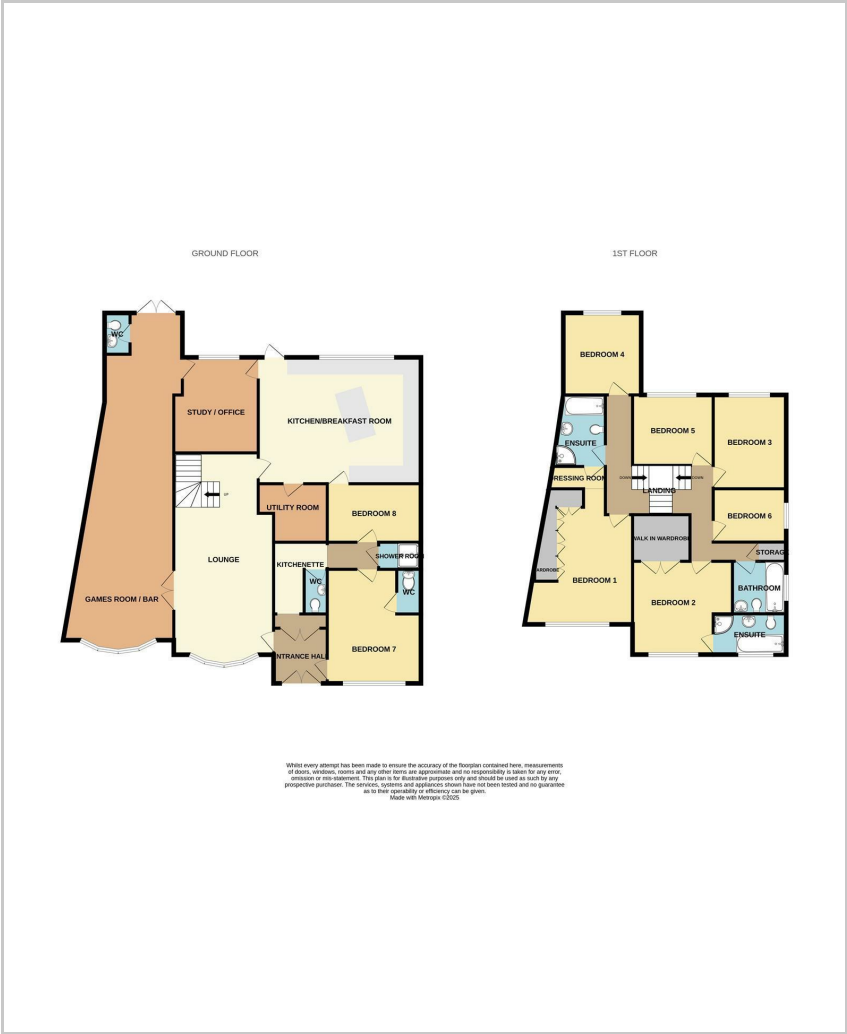 GROUND FLOOR
1ST FLOOR
WC
STUDY / OFFICE
KITCHEN/BREAKFAST ROOM
UP
UTILITY ROOM
BEDROOM 8
LOUNGE
SHOWER ROOM
KITCHENETTE
WC
WC
GAMES ROOM / BAR
BEDROOM 7
ENTRANCE HALL
BEDROOM 4
BEDROOM 5
ENSUITE
BEDROOM 3
DRESSING ROOM
DOWN
DOWN
LANDING
BEDROOM 6
WALK IN WARDROBE
STORAGE
WARDROBE
BEDROOM 1
BATHROOM
BEDROOM 2
ENSUITE
Whilst every attempt has been made to ensure the accuracy of the floorplan contained here, measurements
of doors, windows, rooms and any other items are approximate and no responsibility is taken for any error,
omission or mis-statement. This plan is for illustrative purposes only and should be used as such by any
prospective purchaser. The services, systems and appliances shown have not been tested and no guarantee
as to their operability or efficiency can be given.
Made with Metropix ©2025